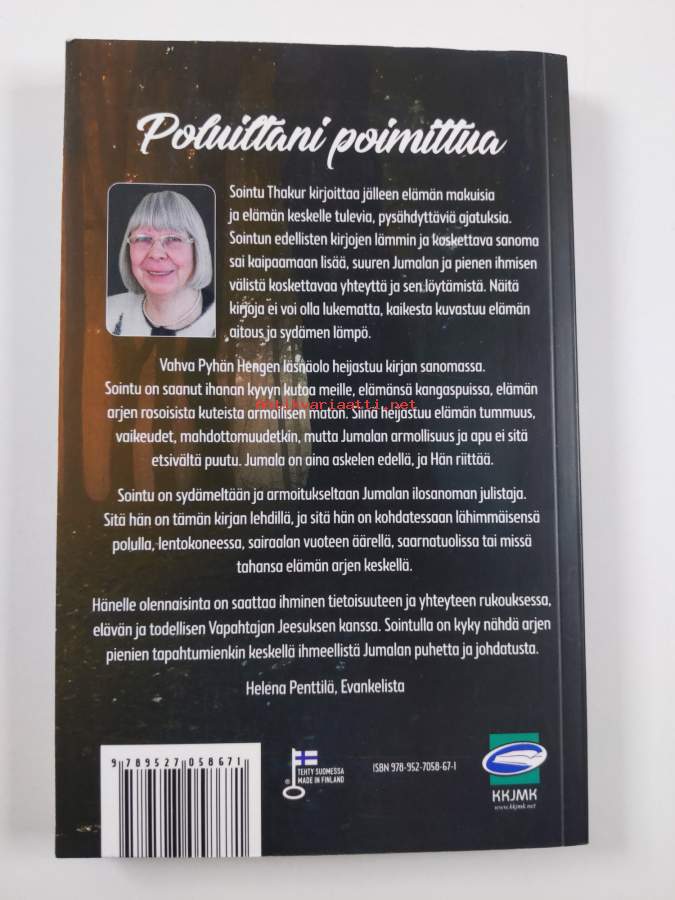 Poluiltani poimittua
Sointu Thakur kirjoittaa jälleen elämän makuisia
ja elämän keskelle tulevia, pysähdyttäviä ajatuksia.
Sointun edellisten kirjojen lämmin ja koskettava sanoma
sai kaipaamaan lisää, suuren Jumalan ja pienen ihmisen
välistä koskettavaa yhteyttä ja sen löytämistä. Näitä
kirjoja ei voi olla lukematta, kaikesta kuvastuu elämän
aitous ja sydämen lämpö.
Vahva Pyhän Hengen läsnäolo heijastuu kirjan sanomassa.
Sointu on saanut ihanan kyvyn kutoa meille, elämänsä kangaspuissa, elämän
antikvariaatti.net
arjen rosoisista kuteista armollisen maton. Siinä heijastuu elämän tummuus,
vaikeudet, mahdottomuudetkin, mutta Jumalan armollisuus ja apu ei sitä
etsivältä puutu. Jumala on aina askelen edellä, ja Hän riittää.
Sointu on sydämeltään ja armoitukseltaan Jumalan ilosanoman julistaja.
Sitä hän on tämän kirjan lehdillä, ja sitä hän on kohdatessaan lähimmäisensä
polulla, lentokoneessa, sairaalan vuoteen äärellä, saarnatuolissa tai missä
tahansa elämän arjen keskellä.
Hänelle olennaisinta on saattaa ihminen tietoisuuteen ja yhteyteen rukouksessa,
elävän ja todellisen Vapahtajan Jeesuksen kanssa. Sointulla on kyky nähdä arjen
pienien tapahtumienkin keskellä ihmeellistä Jumalan puhetta ja johdatusta.
Helena Penttilä, Evankelista
9 789527 058671
® TEHTY SUOMESSA
MADE IN FINLAND
ISBN 978-952-7058-67-1
KKJMK
www.kkjmk.net